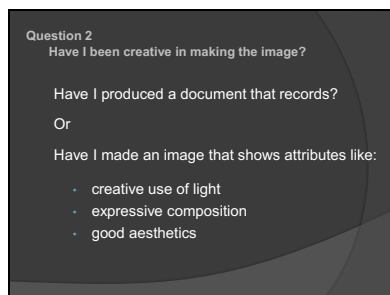 Question 2
Have I been creative in making the image?
Have I produced a document that records?
Or
Have I made an image that shows attributes like:
• creative use of light
• expressive composition
• good aesthetics